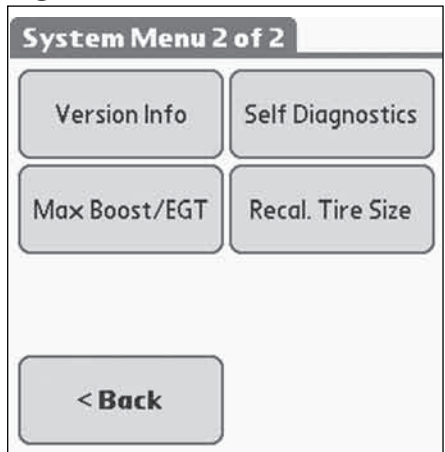 System Menu 2 of 2
Version Info
Self Diagnostics
Max Boost/EGT
Recal. Tire Size
< Back